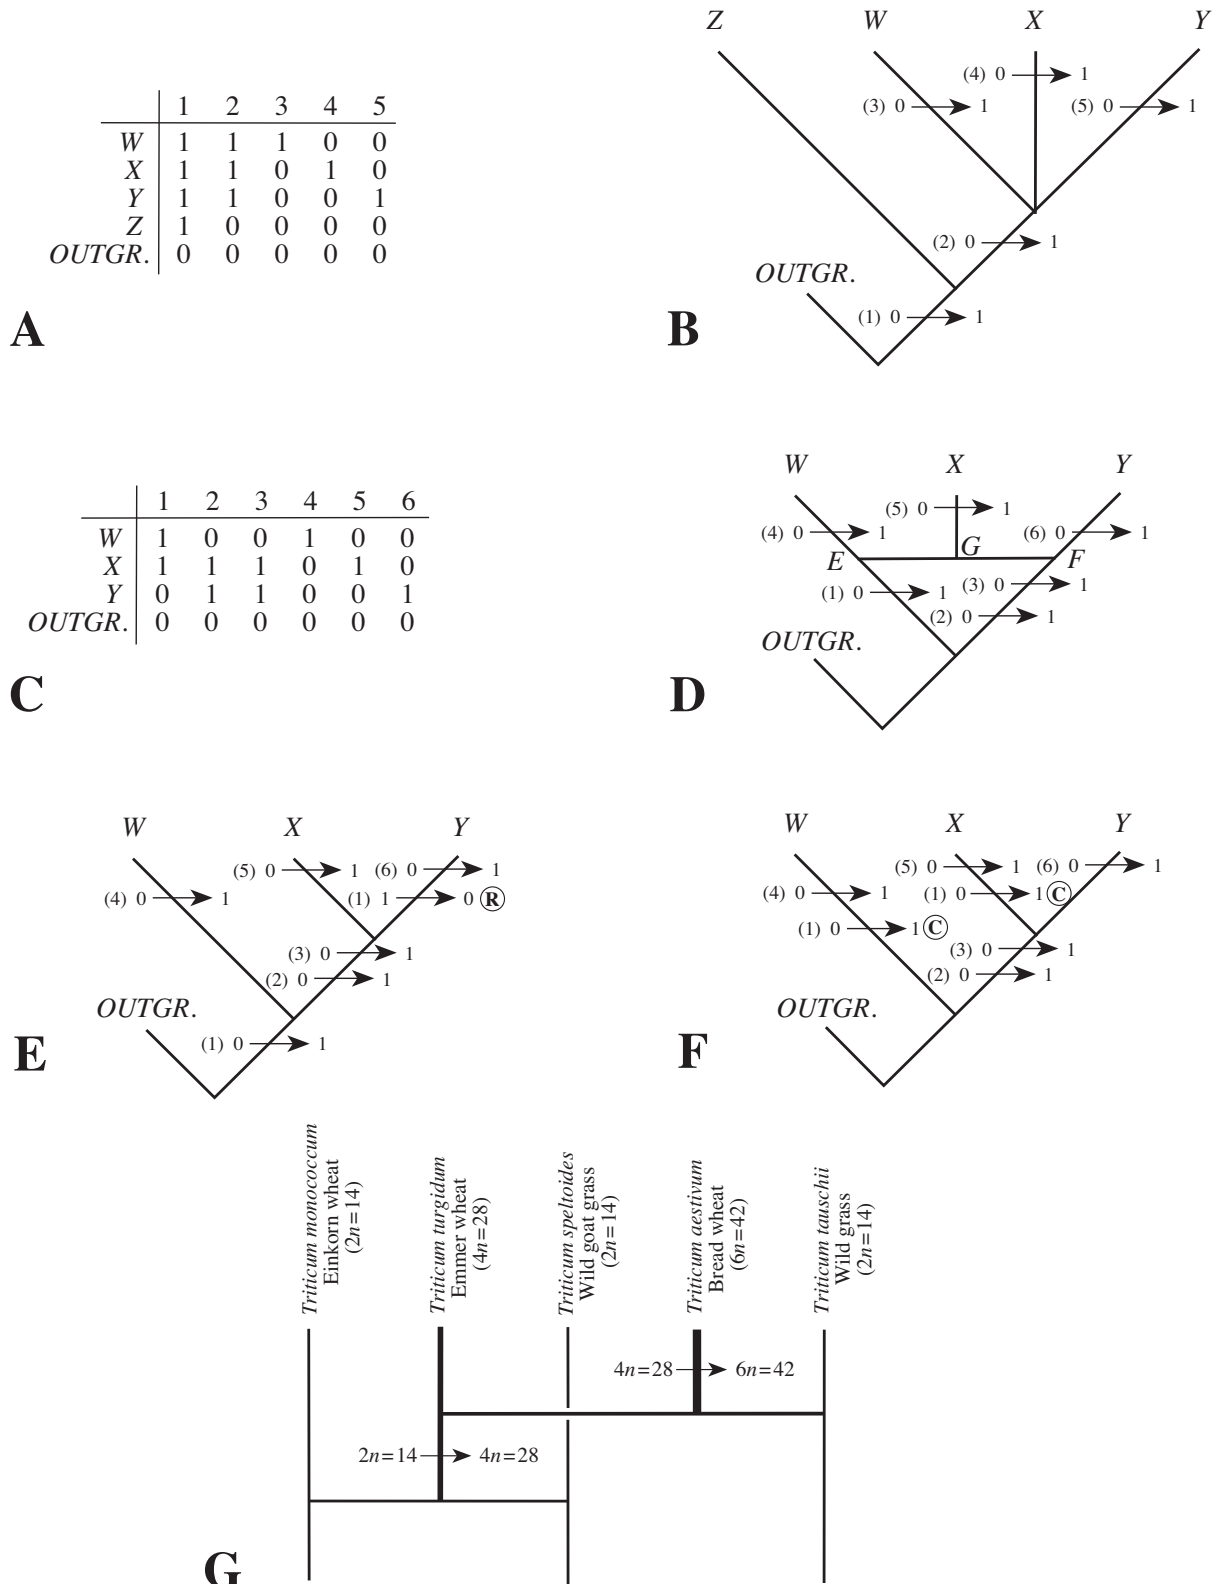 1 2 3 4 5
W 1 1 1 0 0
X 1 1 0 1 0
Y 1 1 0 0 1
Z 1 0 0 0 0
OUTGR. 0 0 0 0 0
A
Z W X Y
(4) 0 1
(3) 0 1
(5) 0 1
(2) 0 1
OUTGR.
(1) 0 1
B
1 2 3 4 5 6
W 1 0 0 1 0 0
X 1 1 1 0 1 0
Y 0 1 1 0 0 1
OUTGR. 0 0 0 0 0 0
C
W X Y
(5) 0 1
(4) 0 1
(6) 0 1
E G F
(1) 0 1
(3) 0 1
(2) 0 1
OUTGR.
D
W X Y
(5) 0 1
(6) 0 1
(4) 0 1
(1) 1 0 R
(3) 0 1
(2) 0 1
OUTGR.
(1) 0 1
E
W X Y
(5) 0 1
(6) 0 1
(4) 0 1
(1) 0 1 C
(1) 0 1 C
(3) 0 1
(2) 0 1
OUTGR.
F
Triticum monococcum
Einkorn wheat
(2n=14)
Triticum turgidum
Emmer wheat
(4n=28)
Triticum speltoides
Wild goat grass
(2n=14)
Triticum aestivum
Bread wheat
(6n=42)
Triticum tauschii
Wild grass
(2n=14)
4n=28 6n=42
2n=14 4n=28
G